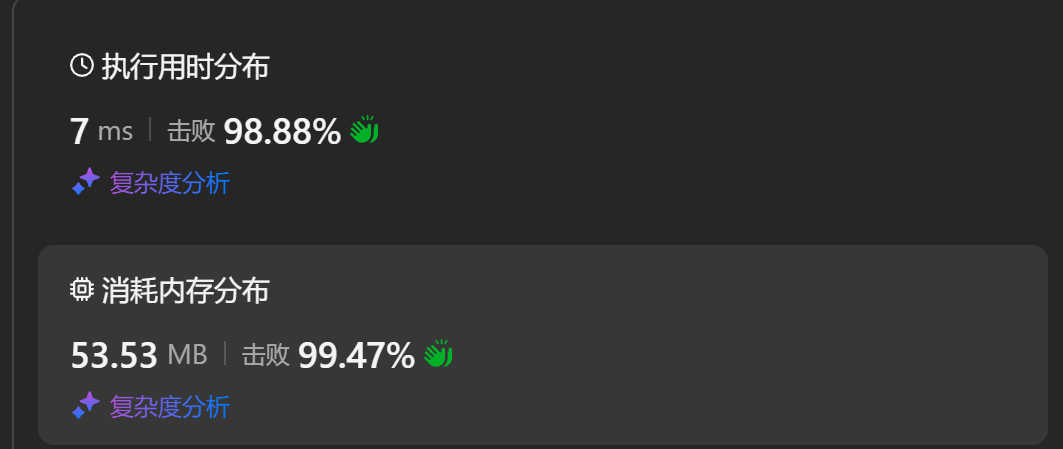 执行用时分布
7 ms 击败 98.88%
复杂度分析
消耗内存分布
53.53 MB 击败 99.47%
复杂度分析